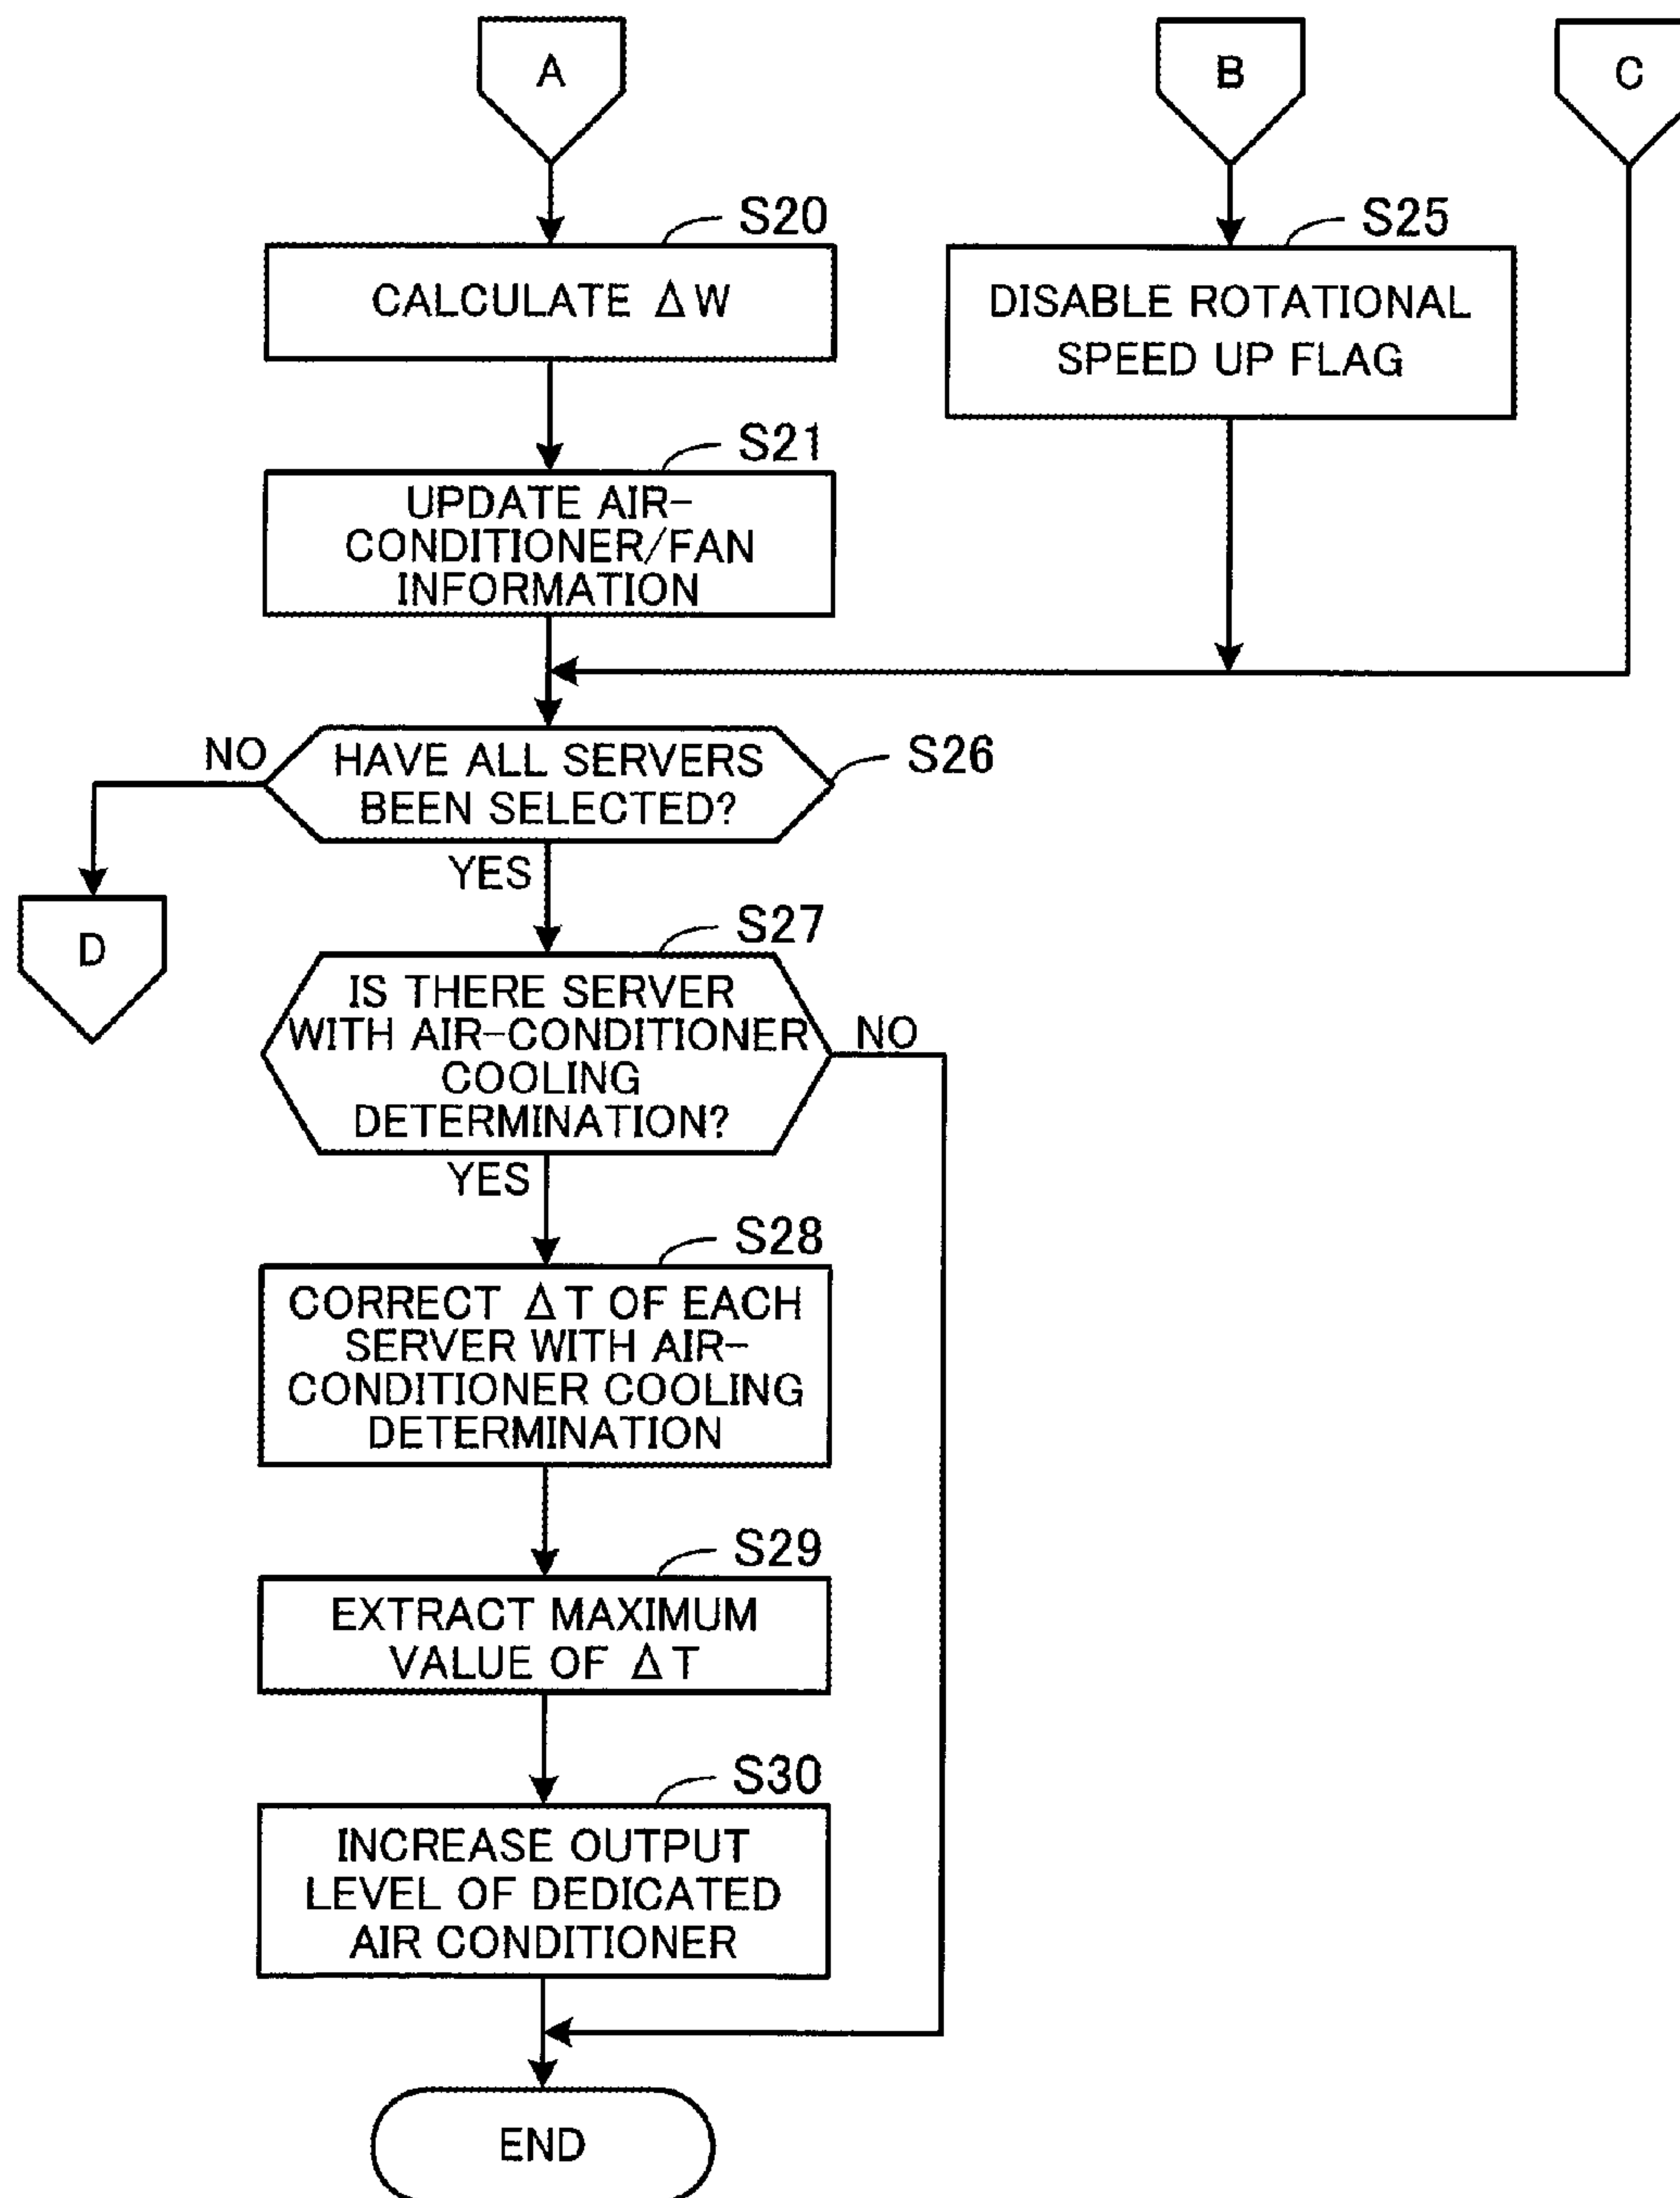 A
B
C
S20
CALCULATE ΔW
S25
DISABLE ROTATIONAL
SPEED UP FLAG
S21
UPDATE AIR-
CONDITIONER/FAN
INFORMATION
NO
HAVE ALL SERVERS
BEEN SELECTED?
S26
YES
D
S27
IS THERE SERVER
WITH AIR-CONDITIONER
COOLING
DETERMINATION?
NO
YES
S28
CORRECT ΔT OF EACH
SERVER WITH AIR-
CONDITIONER COOLING
DETERMINATION
S29
EXTRACT MAXIMUM
VALUE OF ΔT
S30
INCREASE OUTPUT
LEVEL OF DEDICATED
AIR CONDITIONER
END